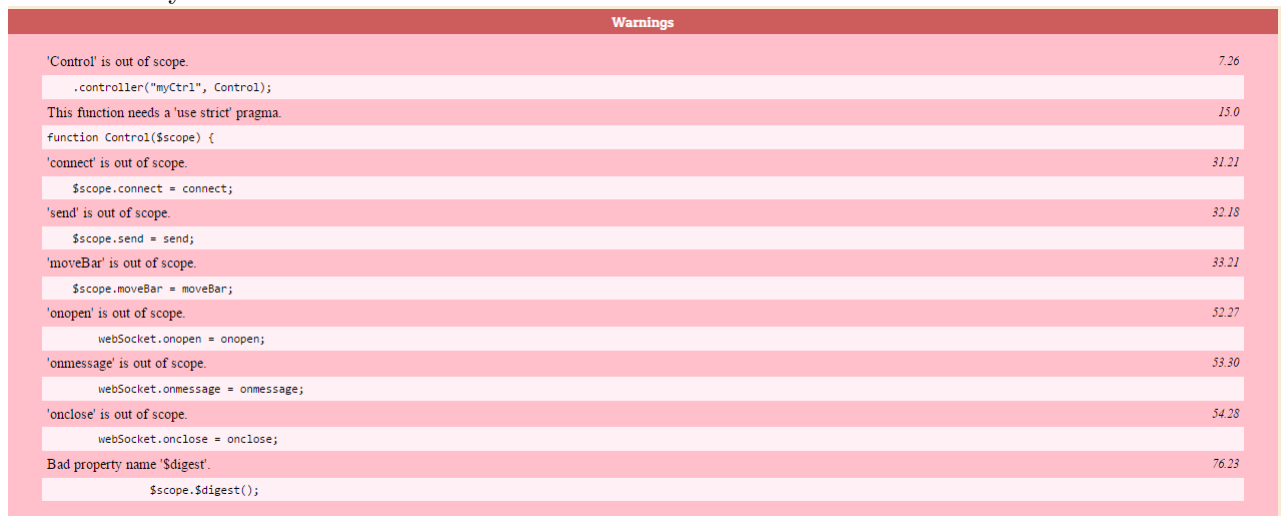 Warnings
'Control' is out of scope. 7.26
.controller("myCtrl", Control);
This function needs a 'use strict' pragma. 15.0
function Control($scope) {
'connect' is out of scope. 31.21
$scope.connect = connect;
'send' is out of scope. 32.18
$scope.send = send;
'moveBar' is out of scope. 33.21
$scope.moveBar = moveBar;
'onopen' is out of scope. 52.27
webSocket.onopen = onopen;
'onmessage' is out of scope. 53.30
webSocket.onmessage = onmessage;
'onclose' is out of scope. 54.28
webSocket.onclose = onclose;
Bad property name '$digest'. 76.23
$scope.$digest();